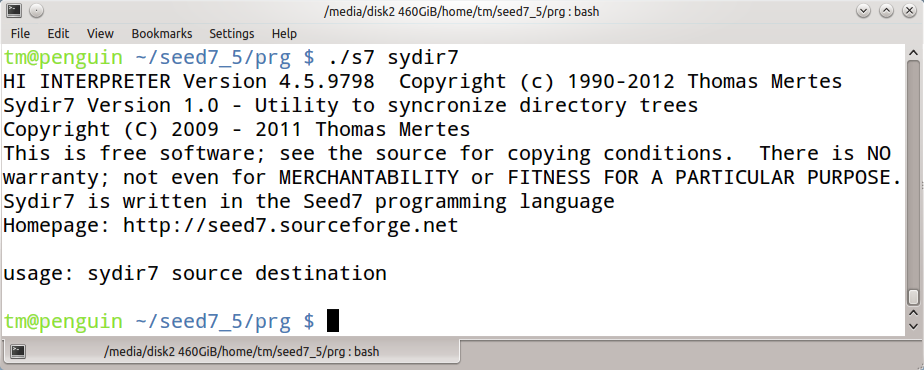 /media/disk2 460GiB/home/tm/seed7_5/prg : bash
File Edit View Bookmarks Settings Help
tm@penguin ~/seed7_5/prg $ ./s7 sydir7
HI INTERPRETER Version 4.5.9798  Copyright (c) 1990-2012 Thomas Mertes
Sydir7 Version 1.0 - Utility to syncronize directory trees
Copyright (C) 2009 - 2011 Thomas Mertes
This is free software; see the source for copying conditions.  There is NO
warranty; not even for MERCHANTABILITY or FITNESS FOR A PARTICULAR PURPOSE.
Sydir7 is written in the Seed7 programming language
Homepage: http://seed7.sourceforge.net
usage: sydir7 source destination
tm@penguin ~/seed7_5/prg $
/media/disk2 460GiB/home/tm/seed7_5/prg : bash